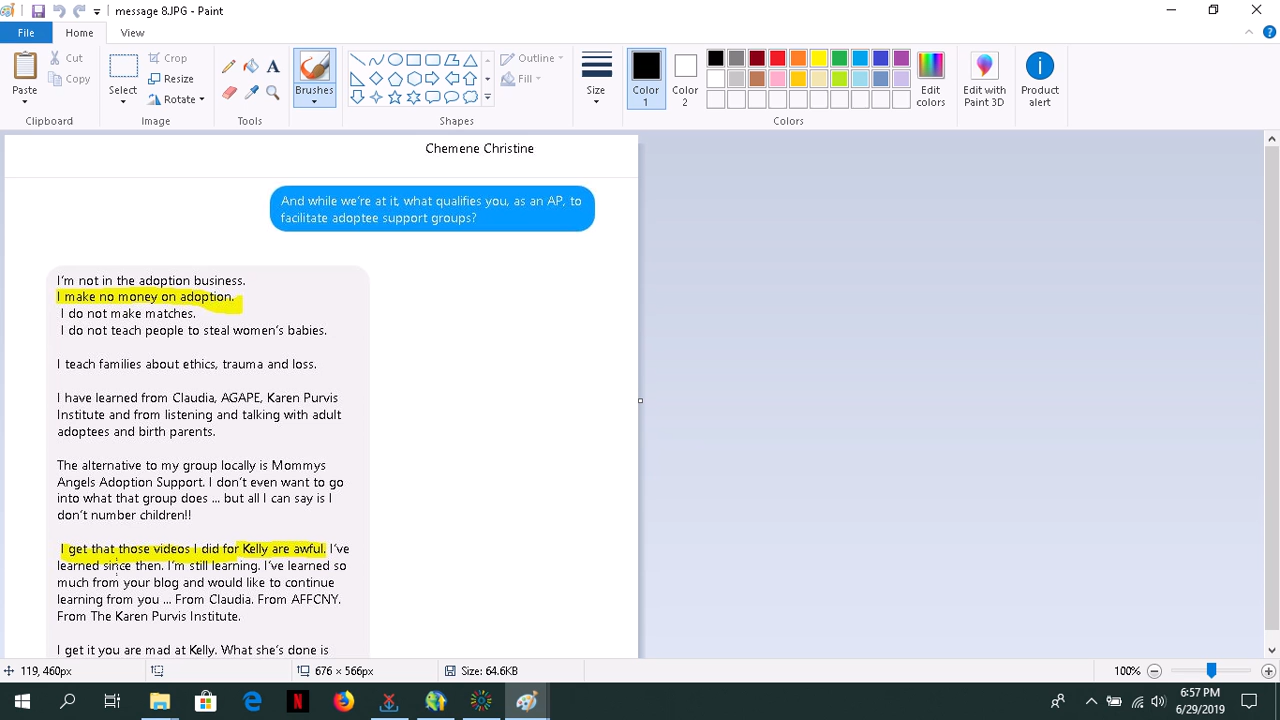 message 8.JPG - Paint
File
Home
View
Paste
Cut
Copy
Clipboard
Select
Crop
Resize
Rotate
Image
A
Tools
Brushes
Outline
Fill
Shapes
Size
Color 1
Color 2
Edit colors
Colors
Edit with Paint 3D
Product alert
Chemene Christine
And while we're at it, what qualifies you, as an AP, to
facilitate adoptee support groups?
I'm not in the adoption business.
I make no money on adoption.
I do not make matches.
I do not teach people to steal women's babies.
I teach families about ethics, trauma and loss.
I have learned from Claudia, AGAPE, Karen Purvis
Institute and from listening and talking with adult
adoptees and birth parents.
The alternative to my group locally is Mommys
Angels Adoption Support. I don't even want to go
into what that group does ... but all I can say is I
don't number children!!
I get that those videos I did for Kelly are awful. I've
learned since then. I'm still learning. I've learned so
much from your blog and would like to continue
learning from you ... From Claudia. From AFFCNY.
From The Karen Purvis Institute.
I get it you are mad at Kelly. What she's done is
119, 460px
676 × 566px
Size: 64.6KB
100%
6:57 PM
6/29/2019